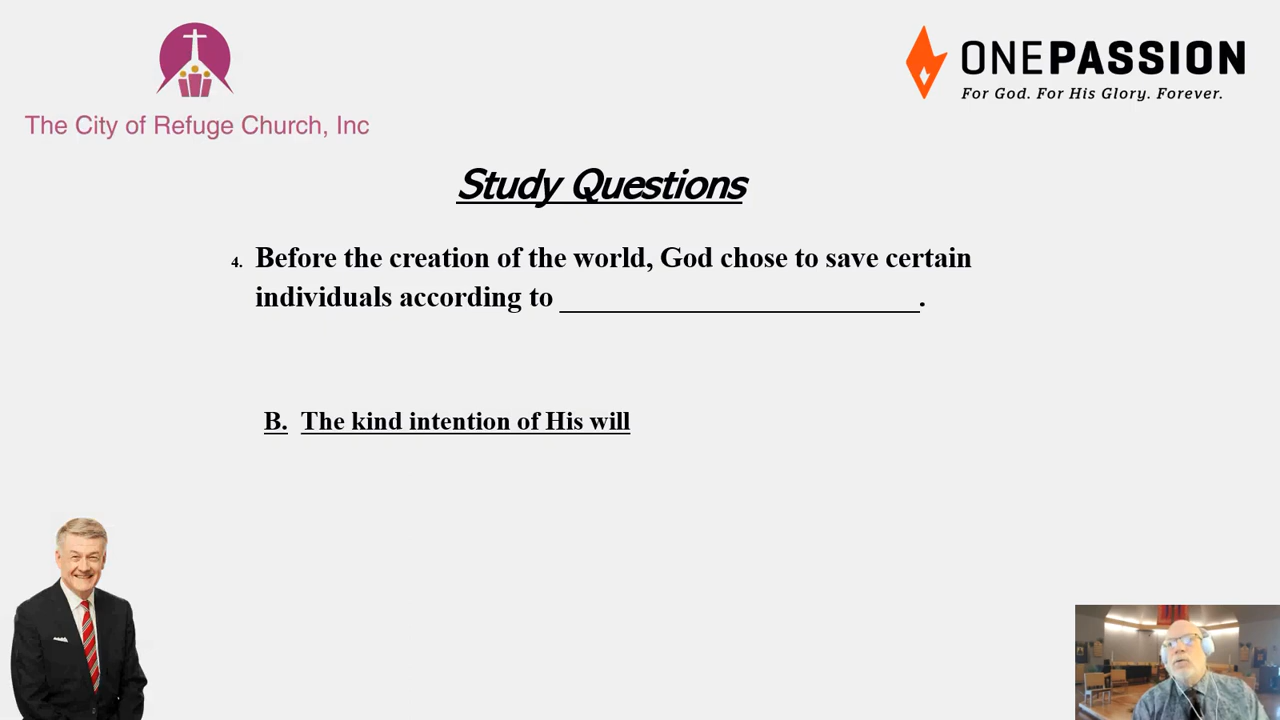 The City of Refuge Church, Inc
ONEPASSION
For God. For His Glory. Forever.
Study Questions
4. Before the creation of the world, God chose to save certain
individuals according to _________________________.
B. The kind intention of His will